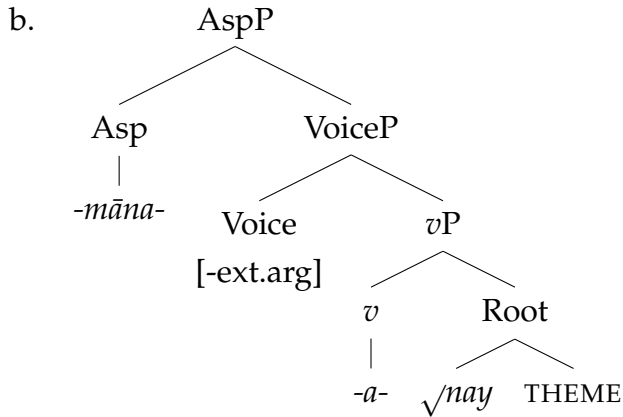 b. AspP
Asp VoiceP
-māna- Voice vP
[-ext.arg]
v Root
-a- √nay THEME